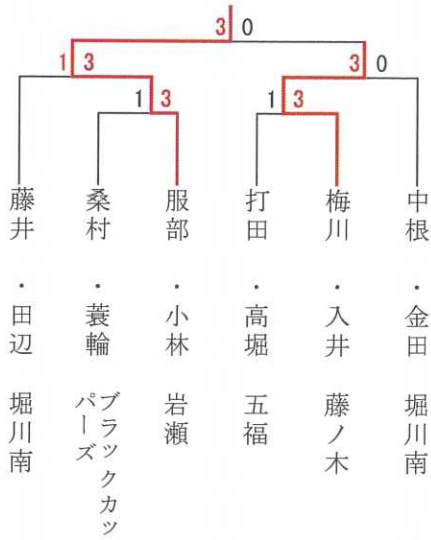 3 0
1 3 3 0
1 3 1 3
藤井・田辺 堀川南
桑村・蓑輪 ブラックカッパーズ
服部・小林 岩瀬
打田・高堀 五福
梅川・入井 藤ノ木
中根・金田 堀川南